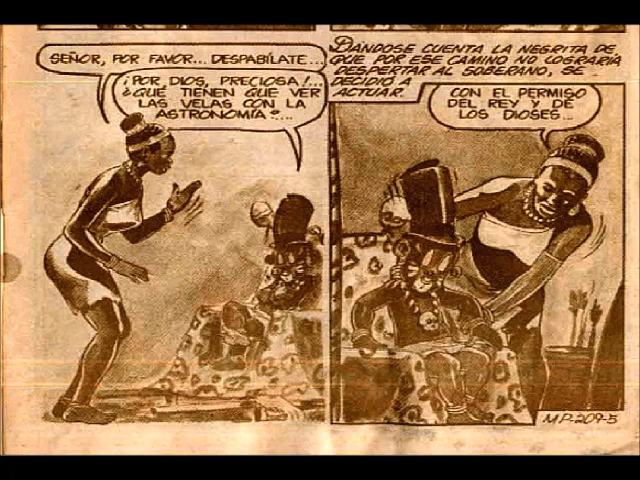 SEÑOR, POR FAVOR... DESPABÍLATE...
¡POR DIOS, PRECIOSA!...
¿QUÉ TIENEN QUE VER
LAS VELAS CON LA
ASTRONOMÍA?...
DÁNDOSE CUENTA LA NEGRITA DE
QUE POR ESE CAMINO NO LOGRARÍA
DESPERTAR AL SOBERANO, SE
DECIDIÓ A
ACTUAR.
CON EL PERMISO
DEL REY Y DE
LOS DIOSES...
MP-209-5